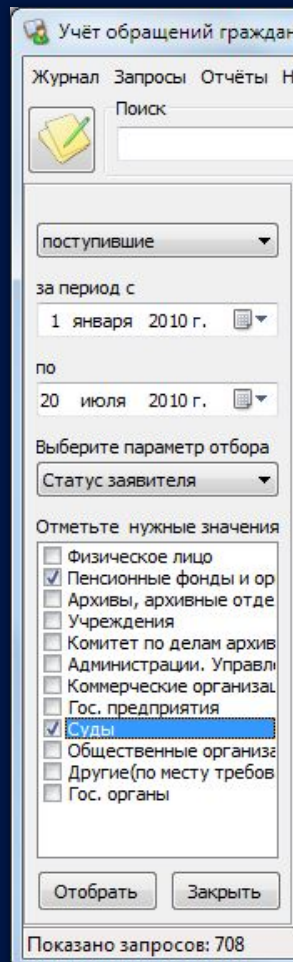 Учёт обращений граждан
Журнал Запросы Отчёты Н
Поиск
поступившие
за период с
1 января 2010 г.
по
20 июля 2010 г.
Выберите параметр отбора
Статус заявителя
Отметьте нужные значения
Физическое лицо
Пенсионные фонды и ор
Архивы, архивные отде
Учреждения
Комитет по делам архив
Администрации. Управл
Коммерческие организац
Гос. предприятия
Суды
Общественные организа
Другие(по месту требов
Гос. органы
Отобрать Закрыть
Показано запросов: 708